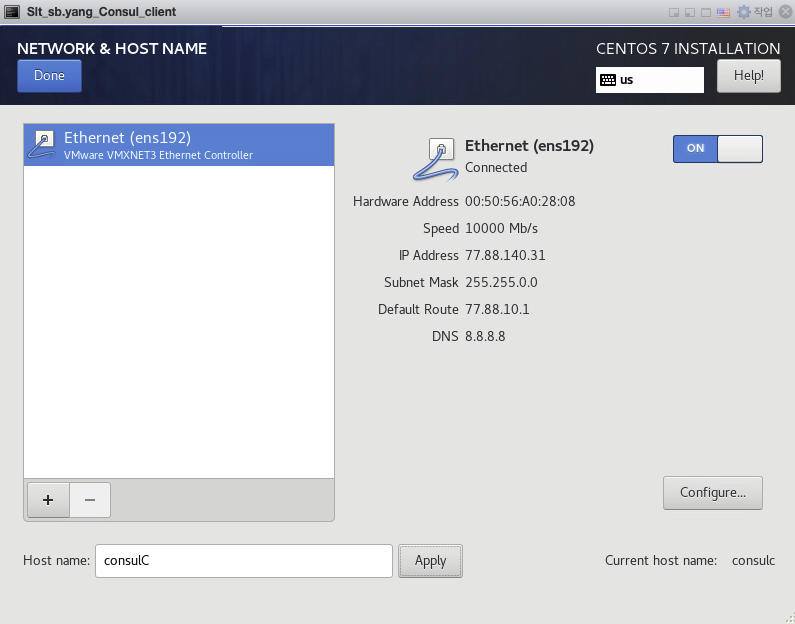 Slt_sb.yang_Consul_client
작업
NETWORK & HOST NAME
CENTOS 7 INSTALLATION
Done
us
Help!
Ethernet (ens192)
VMware VMXNET3 Ethernet Controller
Ethernet (ens192)
Connected
ON
Hardware Address 00:50:56:A0:28:08
Speed 10000 Mb/s
IP Address 77.88.140.31
Subnet Mask 255.255.0.0
Default Route 77.88.10.1
DNS 8.8.8.8
+ −
Configure...
Host name: consulC Apply Current host name: consulc